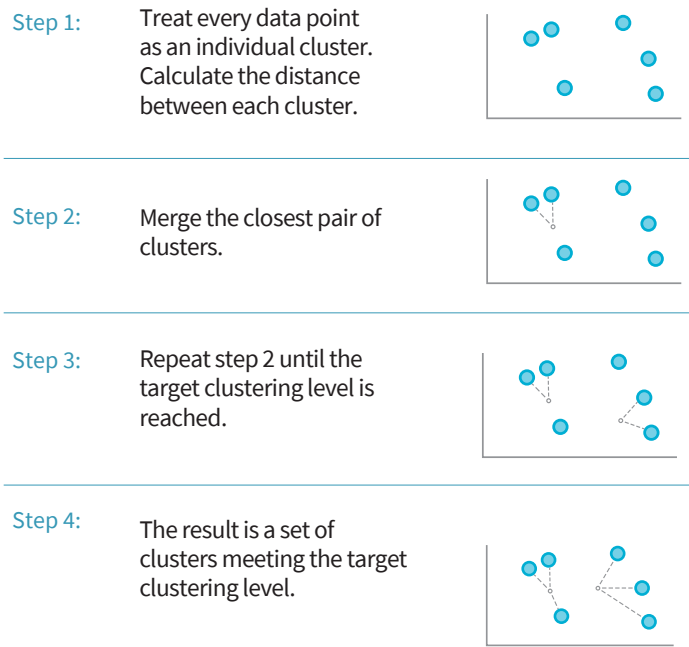 Step 1:
Treat every data point
as an individual cluster.
Calculate the distance
between each cluster.
Step 2:
Merge the closest pair of
clusters.
Step 3:
Repeat step 2 until the
target clustering level is
reached.
Step 4:
The result is a set of
clusters meeting the target
clustering level.